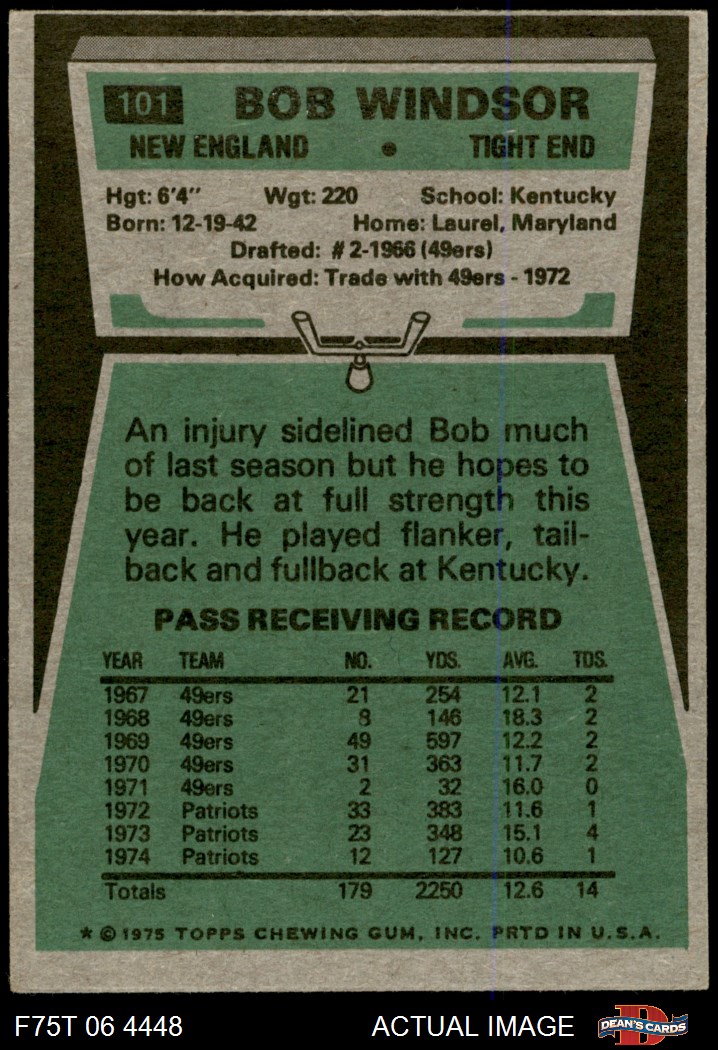 101 BOB WINDSOR
NEW ENGLAND • TIGHT END
Hgt: 6'4" Wgt: 220 School: Kentucky
Born: 12-19-42 Home: Laurel, Maryland
Drafted: #2-1966 (49ers)
How Acquired: Trade with 49ers - 1972
An injury sidelined Bob much
of last season but he hopes to
be back at full strength this
year. He played flanker, tail-
back and fullback at Kentucky.
PASS RECEIVING RECORD
YEAR TEAM NO. YDS. AVG. TDS.
1967 49ers 21 254 12.1 2
1968 49ers 8 146 18.3 2
1969 49ers 49 597 12.2 2
1970 49ers 31 363 11.7 2
1971 49ers 2 32 16.0 0
1972 Patriots 33 383 11.6 1
1973 Patriots 23 348 15.1 4
1974 Patriots 12 127 10.6 1
Totals 179 2250 12.6 14
* © 1975 TOPPS CHEWING GUM, INC. PRTD IN U.S.A.
F75T 06 4448 ACTUAL IMAGE D DEAN'S CARDS